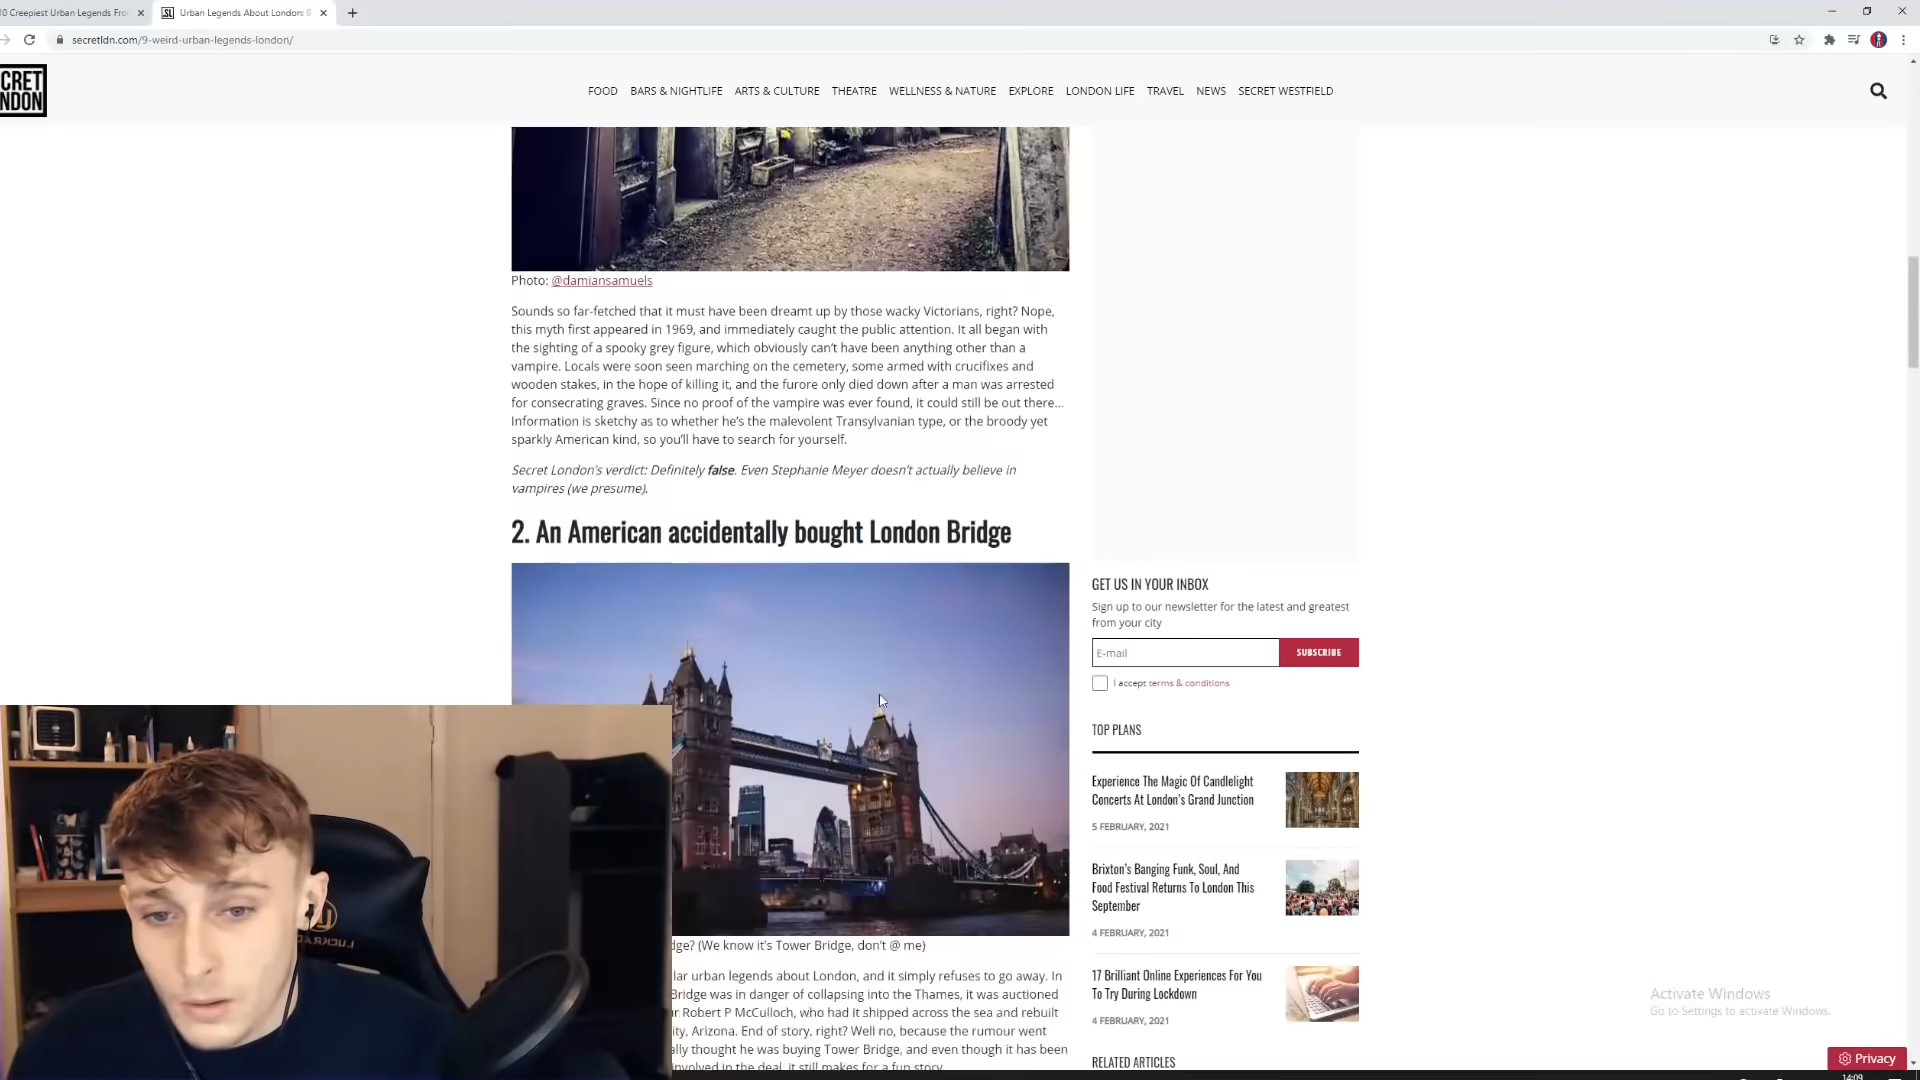 10 Creepiest Urban Legends Fro
Urban Legends About London: 9
secretldn.com/9-weird-urban-legends-london/
CRET
NDON
FOOD BARS & NIGHTLIFE ARTS & CULTURE THEATRE WELLNESS & NATURE EXPLORE LONDON LIFE TRAVEL NEWS SECRET WESTFIELD
Photo: @damiansamuels
Sounds so far-fetched that it must have been dreamt up by those wacky Victorians, right? Nope,
this myth first appeared in 1969, and immediately caught the public attention. It all began with
the sighting of a spooky grey figure, which obviously can’t have been anything other than a
vampire. Locals were soon seen marching on the cemetery, some armed with crucifixes and
wooden stakes, in the hope of killing it, and the furore only died down after a man was arrested
for consecrating graves. Since no proof of the vampire was ever found, it could still be out there…
Information is sketchy as to whether he’s the malevolent Transylvanian type, or the broody yet
sparkly American kind, so you’ll have to search for yourself.
Secret London’s verdict: Definitely false. Even Stephanie Meyer doesn’t actually believe in
vampires (we presume).
2. An American accidentally bought London Bridge
dge? (We know it’s Tower Bridge, don’t @ me)
lar urban legends about London, and it simply refuses to go away. In
Bridge was in danger of collapsing into the Thames, it was auctioned
r Robert P McCulloch, who had it shipped across the sea and rebuilt
ity, Arizona. End of story, right? Well no, because the rumour went
ally thought he was buying Tower Bridge, and even though it has been
involved in the deal, it still makes for a fun story.
GET US IN YOUR INBOX
Sign up to our newsletter for the latest and greatest
from your city
E-mail
SUBSCRIBE
I accept terms & conditions
TOP PLANS
Experience The Magic Of Candlelight
Concerts At London’s Grand Junction
5 FEBRUARY, 2021
Brixton’s Banging Funk, Soul, And
Food Festival Returns To London This
September
4 FEBRUARY, 2021
17 Brilliant Online Experiences For You
To Try During Lockdown
4 FEBRUARY, 2021
RELATED ARTICLES
Activate Windows
Go to Settings to activate Windows.
Privacy
14:09